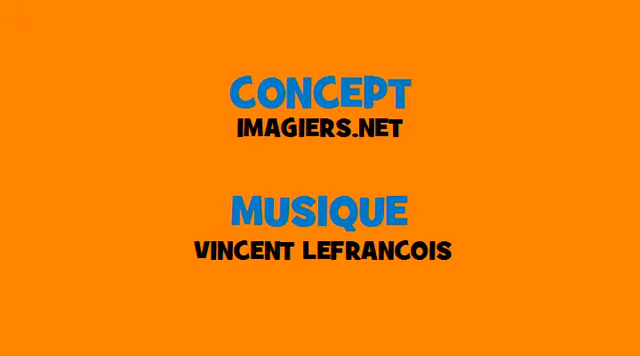 CONCEPT
IMAGIERS.NET
MUSIQUE
VINCENT LEFRANCOIS